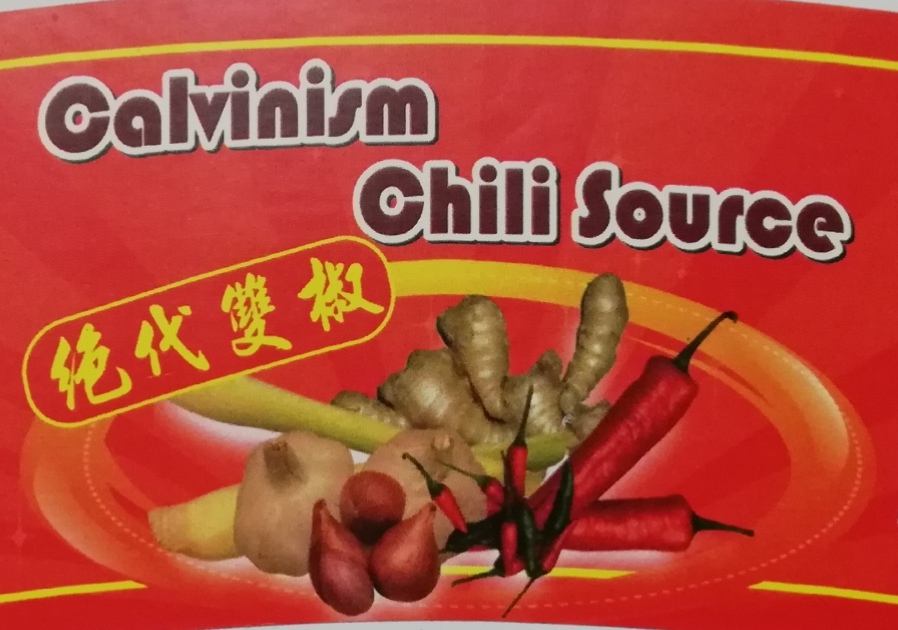 Calvinism
Chili Source
绝代雙椒